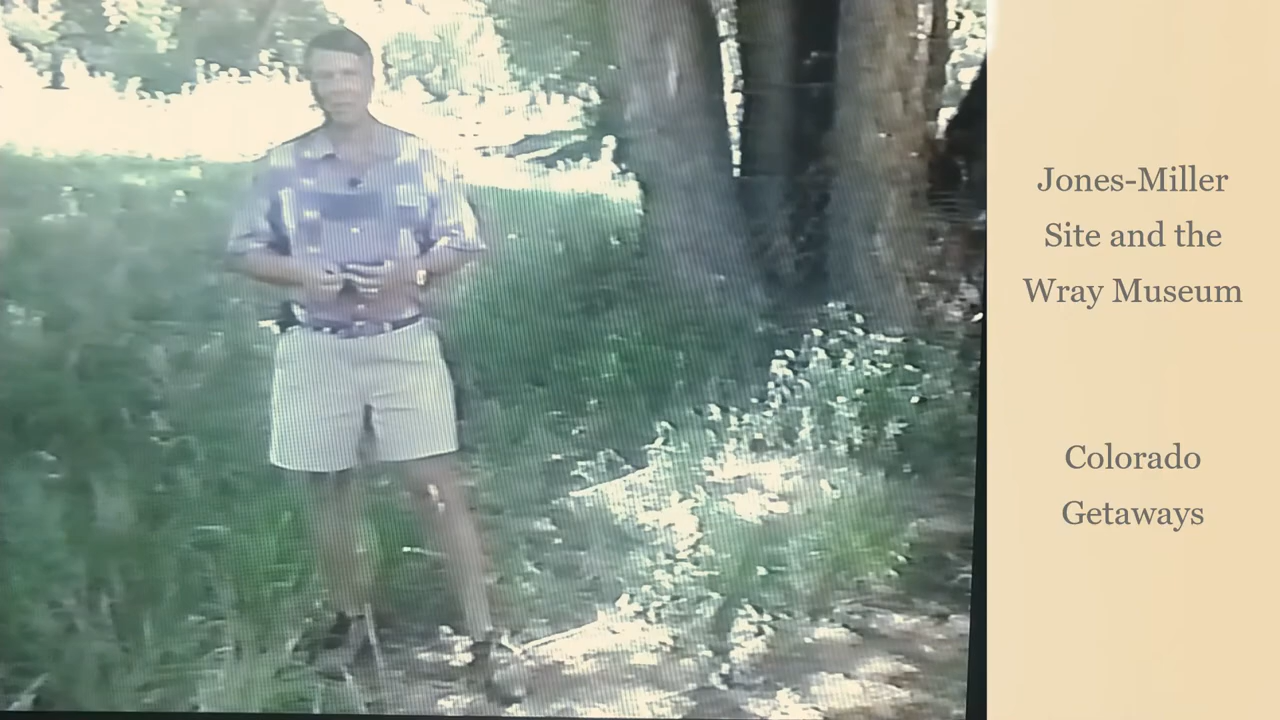 Jones-Miller
Site and the
Wray Museum
Colorado
Getaways